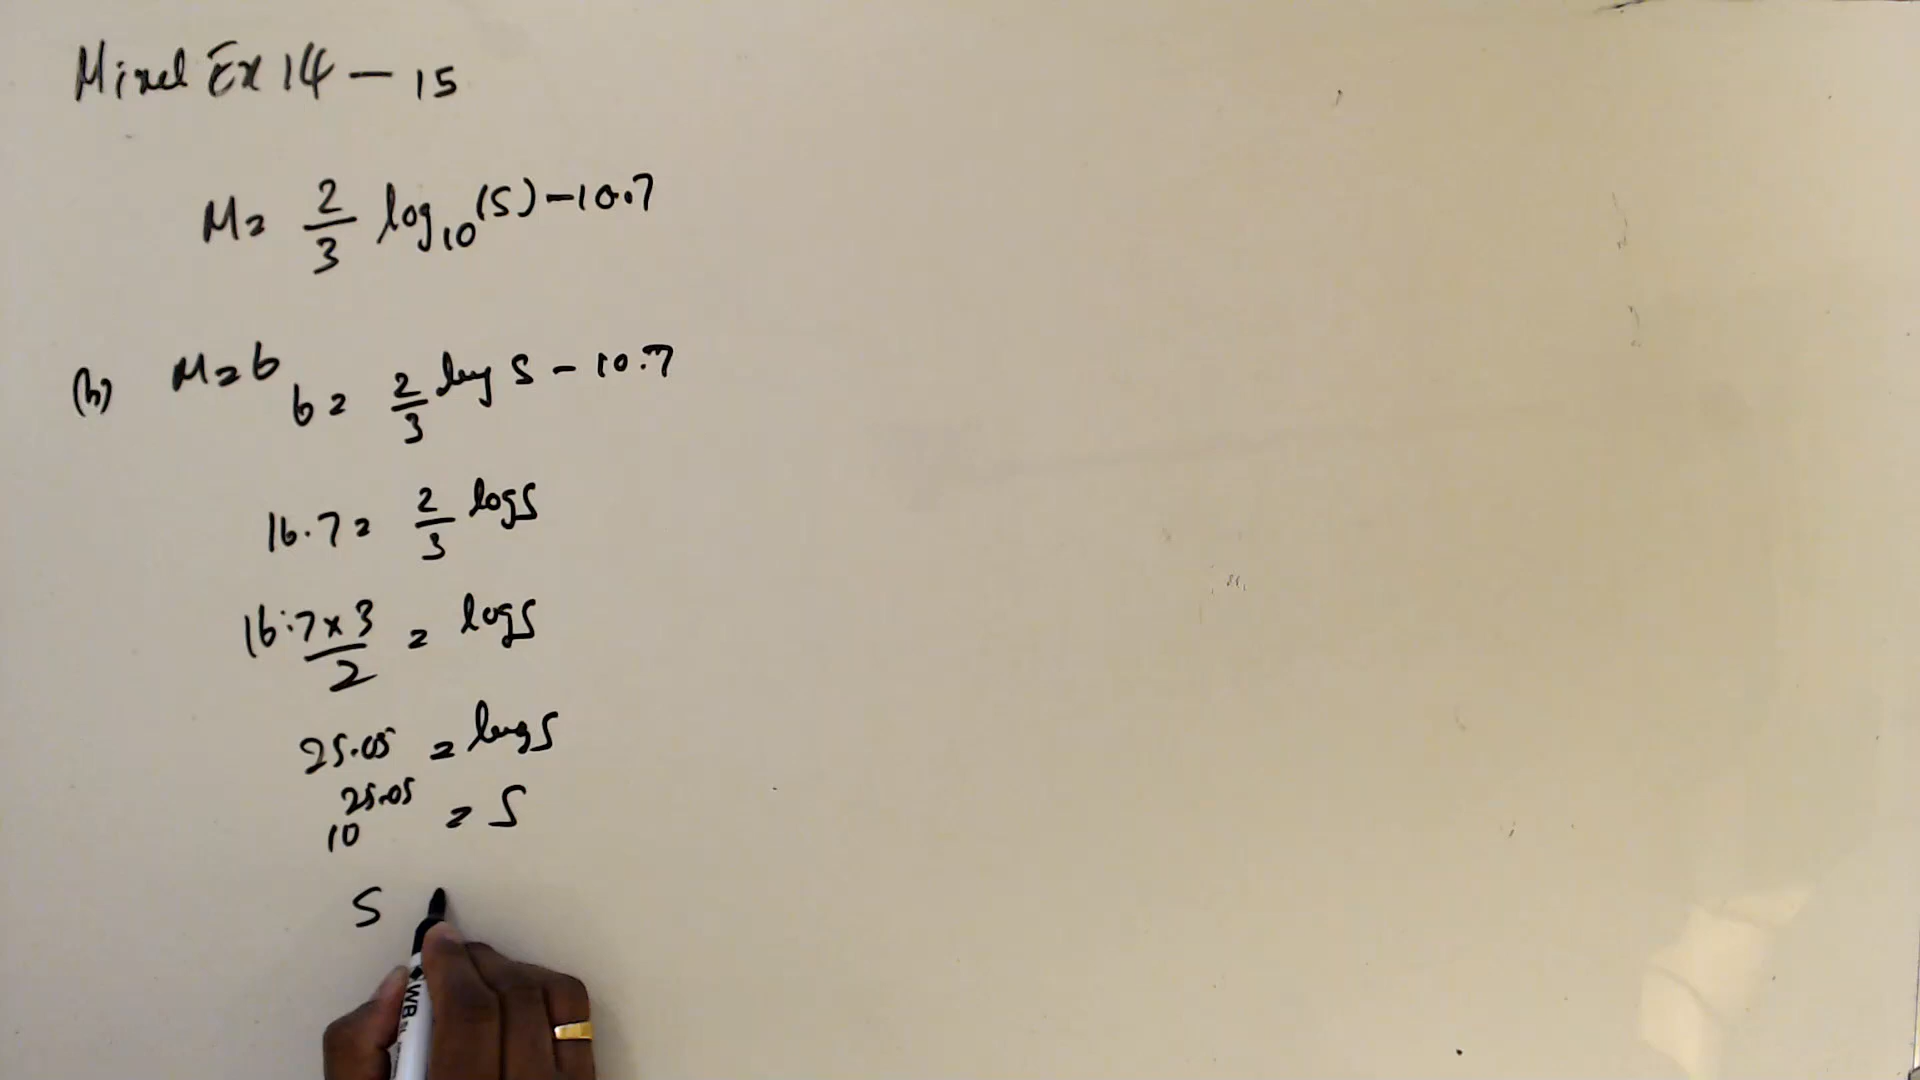 Mixed Ex 14 – 15
M = 2/3 log10(S) – 10.7
(b) M = 6
6 = 2/3 log S – 10.7
16.7 = 2/3 log S
16.7 x 3 / 2 = log S
25.05 = log S
10^25.05 = S
S
WB